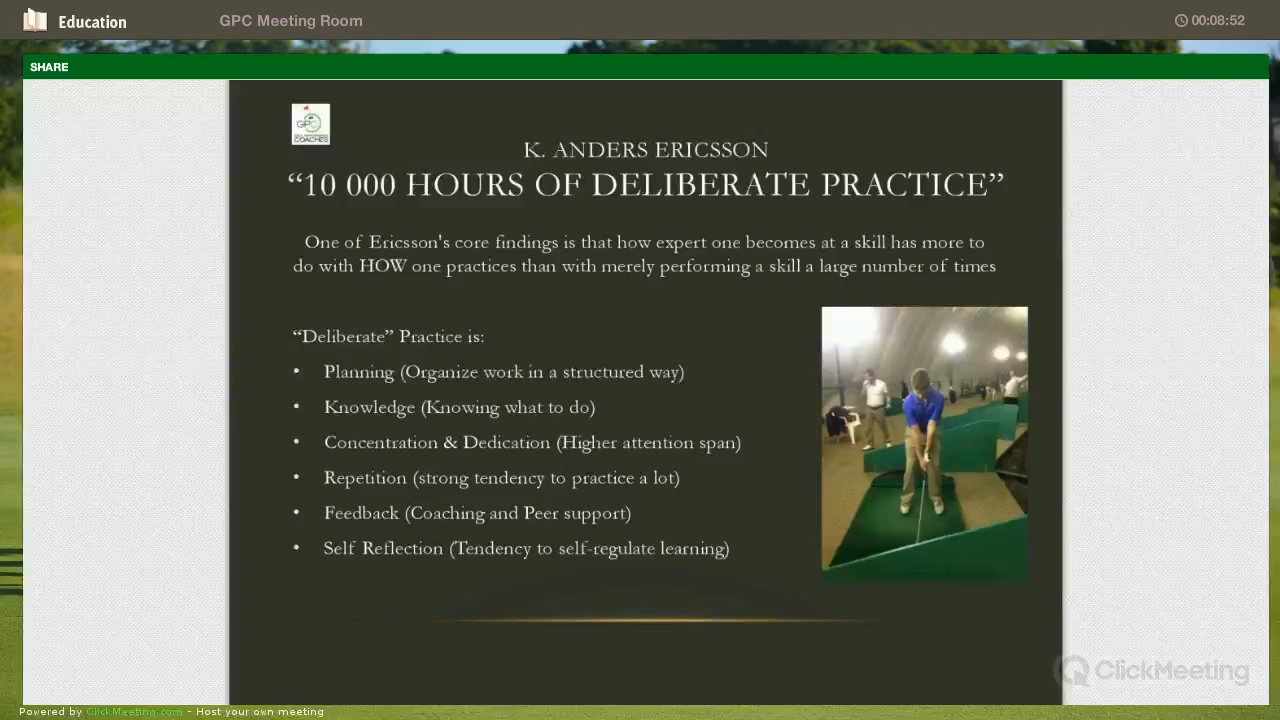 Education
GPC Meeting Room
00:08:52
SHARE
GPC
COACHES
K. ANDERS ERICSSON
“10 000 HOURS OF DELIBERATE PRACTICE”
One of Ericsson's core findings is that how expert one becomes at a skill has more to
do with HOW one practices than with merely performing a skill a large number of times
“Deliberate” Practice is:
• Planning (Organize work in a structured way)
• Knowledge (Knowing what to do)
• Concentration & Dedication (Higher attention span)
• Repetition (strong tendency to practice a lot)
• Feedback (Coaching and Peer support)
• Self Reflection (Tendency to self-regulate learning)
ClickMeeting
Powered by ClickMeeting.com - Host your own meeting